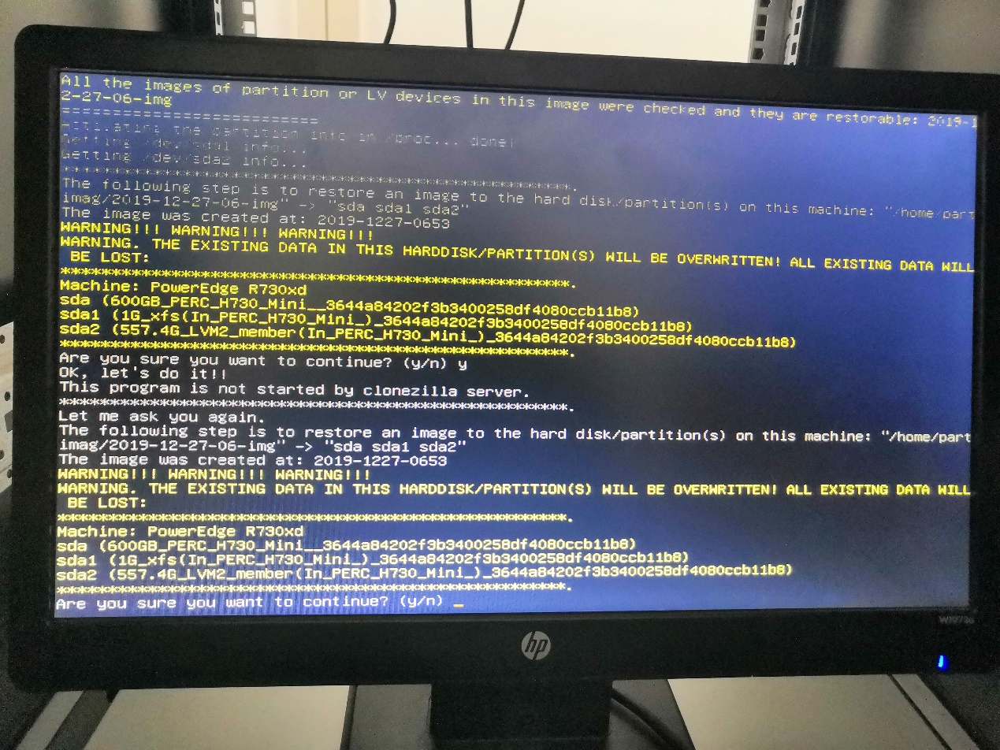 All the images of partition or LV devices in this image were checked and they are restorable: 2019-1
2-27-06-img
==========================
Activating the partition info in /proc... done!
Getting /dev/sda1 info...
Getting /dev/sda2 info...
***************************************************.
The following step is to restore an image to the hard disk/partition(s) on this machine: "/home/part
imag/2019-12-27-06-img" -> "sda sda1 sda2"
The image was created at: 2019-1227-0653
WARNING!!! WARNING!!! WARNING!!!
WARNING. THE EXISTING DATA IN THIS HARDDISK/PARTITION(S) WILL BE OVERWRITTEN! ALL EXISTING DATA WILL
BE LOST:
***************************************************.
Machine: PowerEdge R730xd
sda (600GB_PERC_H730_Mini__3644a84202f3b3400258df4080ccb11b8)
sda1 (1G_xfs(In_PERC_H730_Mini_)_3644a84202f3b3400258df4080ccb11b8)
sda2 (557.4G_LVM2_member(In_PERC_H730_Mini_)_3644a84202f3b3400258df4080ccb11b8)
***************************************************.
Are you sure you want to continue? (y/n) y
OK, let's do it!!
This program is not started by clonezilla server.
***************************************************.
Let me ask you again.
The following step is to restore an image to the hard disk/partition(s) on this machine: "/home/part
imag/2019-12-27-06-img" -> "sda sda1 sda2"
The image was created at: 2019-1227-0653
WARNING!!! WARNING!!! WARNING!!!
WARNING. THE EXISTING DATA IN THIS HARDDISK/PARTITION(S) WILL BE OVERWRITTEN! ALL EXISTING DATA WILL
BE LOST:
***************************************************.
Machine: PowerEdge R730xd
sda (600GB_PERC_H730_Mini__3644a84202f3b3400258df4080ccb11b8)
sda1 (1G_xfs(In_PERC_H730_Mini_)_3644a84202f3b3400258df4080ccb11b8)
sda2 (557.4G_LVM2_member(In_PERC_H730_Mini_)_3644a84202f3b3400258df4080ccb11b8)
***************************************************.
Are you sure you want to continue? (y/n) _
hp